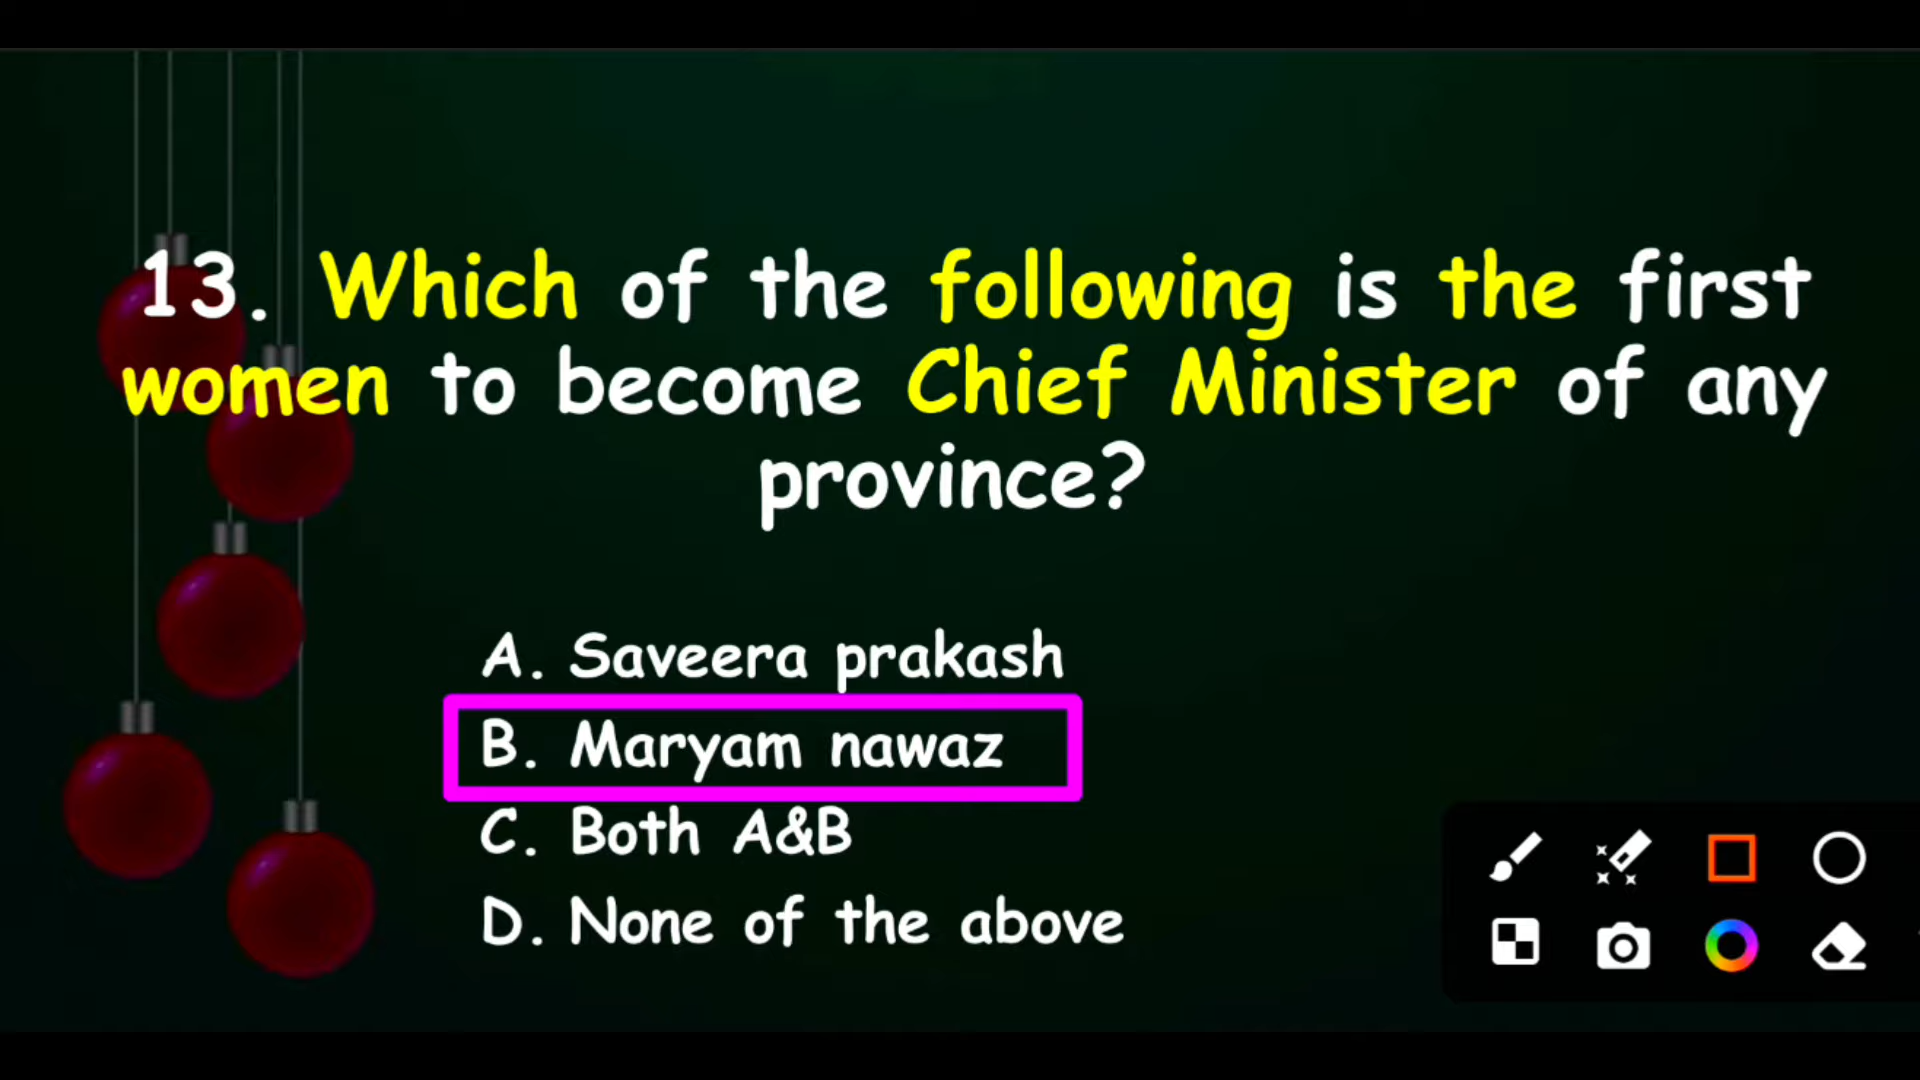 13. Which of the following is the first
women to become Chief Minister of any
province?
A. Saveera prakash
B. Maryam nawaz
C. Both A&B
D. None of the above